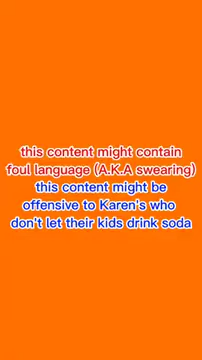 this content might contain
foul language (A.K.A swearing)
this content might be
offensive to Karen's who
don't let their kids drink soda